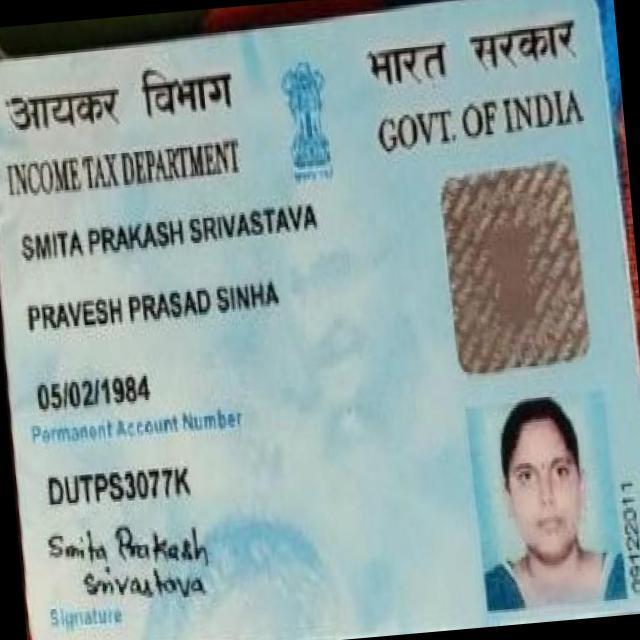 आयकर विभाग
भारत सरकार
INCOME TAX DEPARTMENT
GOVT. OF INDIA
SMITA PRAKASH SRIVASTAVA
PRAVESH PRASAD SINHA
05/02/1984
Permanent Account Number
DUTPS3077K
Smita Prakash
Srivastava
Signature